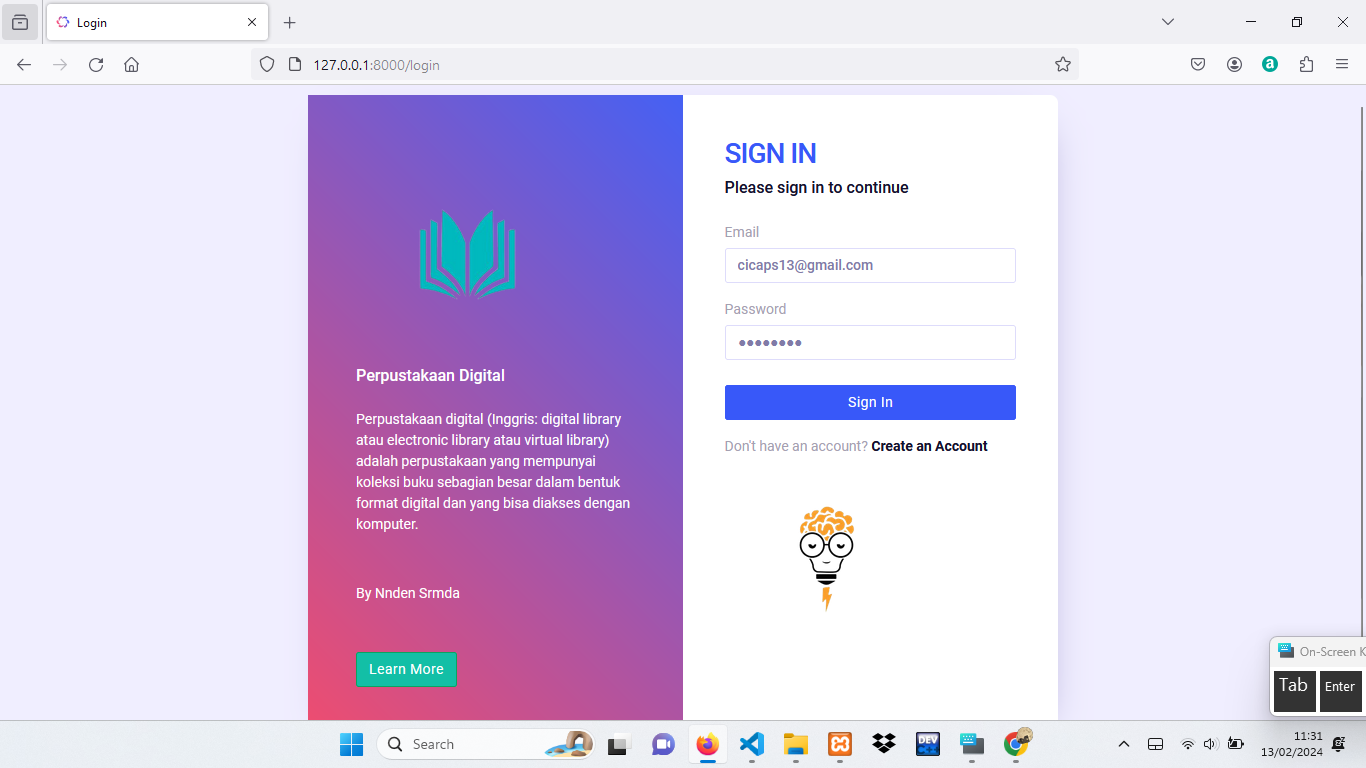 Login
127.0.0.1:8000/login
SIGN IN
Please sign in to continue
Email
cicaps13@gmail.com
Password
Sign In
Don't have an account? Create an Account
Perpustakaan Digital
Perpustakaan digital (Inggris: digital library
atau electronic library atau virtual library)
adalah perpustakaan yang mempunyai
koleksi buku sebagian besar dalam bentuk
format digital dan yang bisa diakses dengan
komputer.
By Nnden Srmda
Learn More
On-Screen K
Tab
Enter
Search
DEV
11:31
13/02/2024